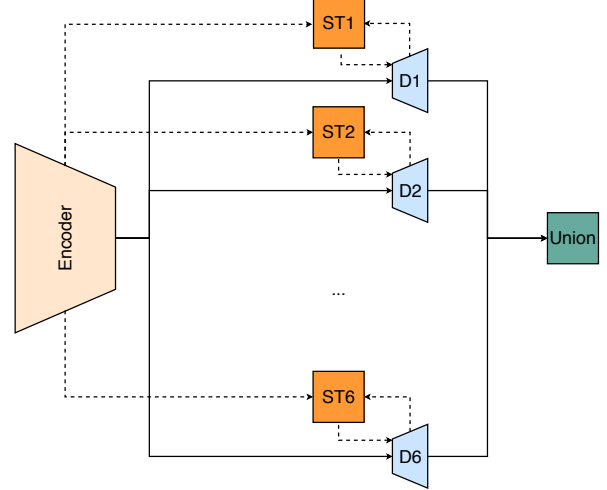 ST1
D1
ST2
D2
Encoder
Union
...
ST6
D6